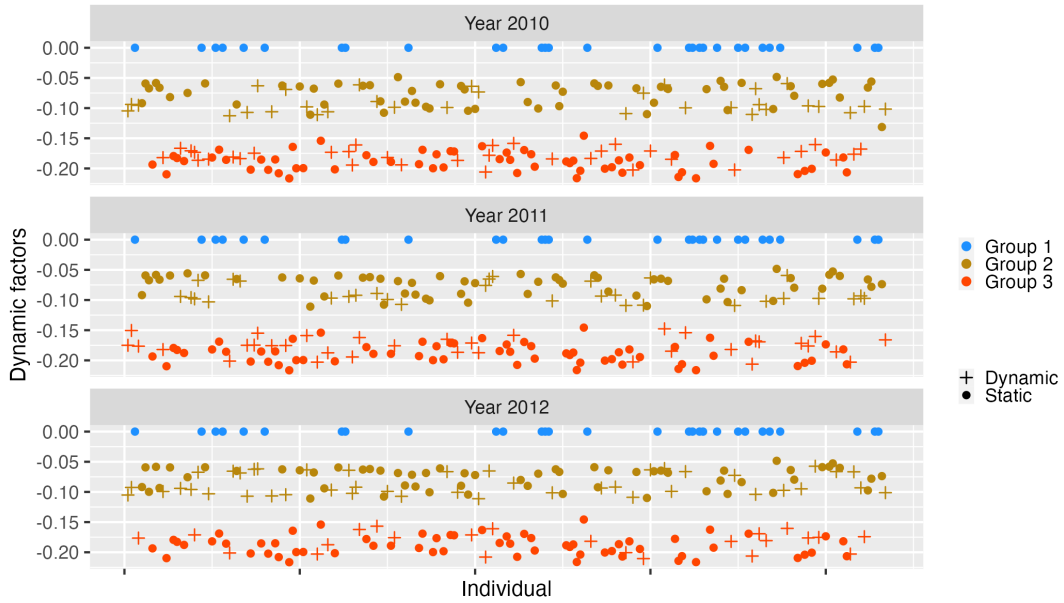 Year 2010
0.00
-0.05
-0.10
-0.15
-0.20
Year 2011
0.00
-0.05
-0.10
-0.15
-0.20
Year 2012
0.00
-0.05
-0.10
-0.15
-0.20
Dynamic factors
Individual
Group 1
Group 2
Group 3
Dynamic
Static